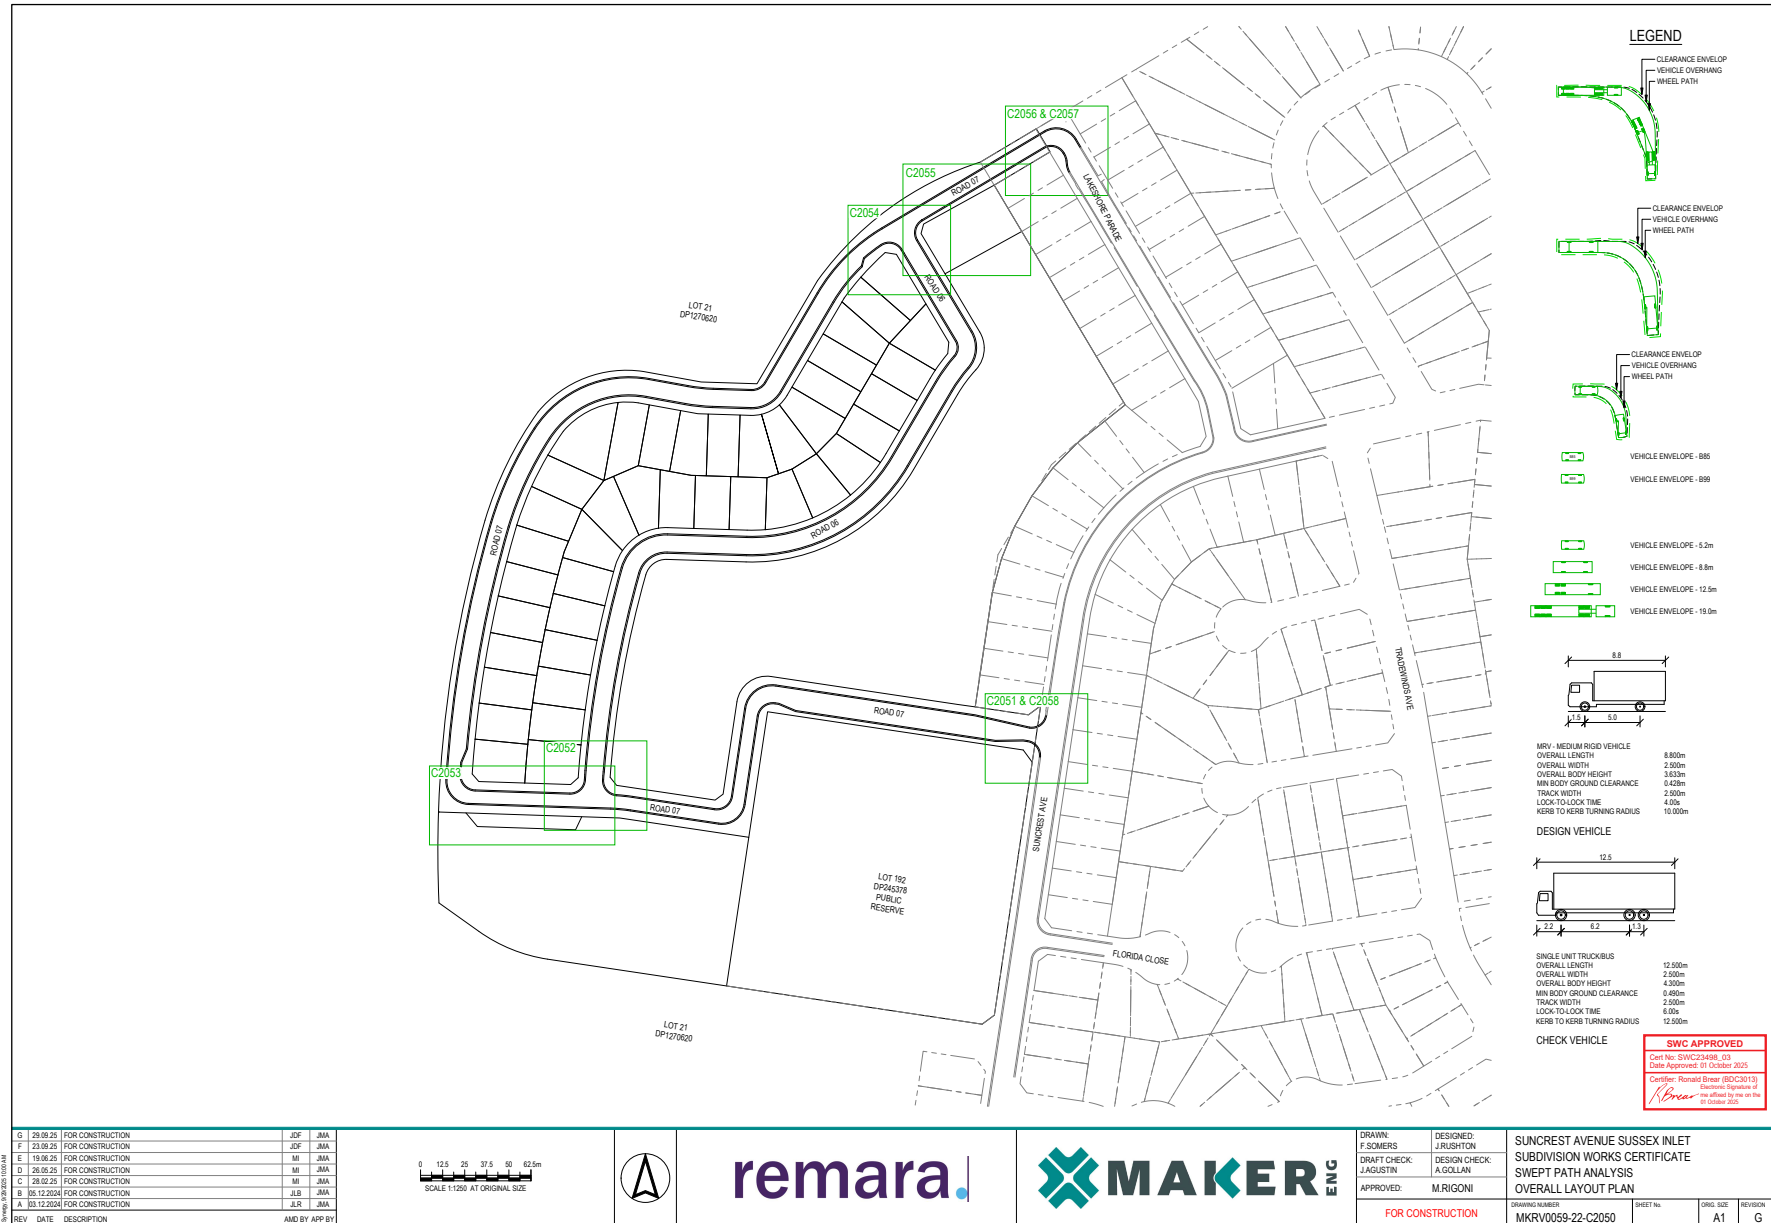 LEGEND
CLEARANCE ENVELOP
VEHICLE OVERHANG
WHEEL PATH
CLEARANCE ENVELOP
VEHICLE OVERHANG
WHEEL PATH
CLEARANCE ENVELOP
VEHICLE OVERHANG
WHEEL PATH
B85
VEHICLE ENVELOPE - B85
B99
VEHICLE ENVELOPE - B99
VEHICLE ENVELOPE - 5.2m
VEHICLE ENVELOPE - 8.8m
VEHICLE ENVELOPE - 12.5m
VEHICLE ENVELOPE - 19.0m
8.8
1.5 5.0
MRV - MEDIUM RIGID VEHICLE
OVERALL LENGTH 8.800m
OVERALL WIDTH 2.500m
OVERALL BODY HEIGHT 3.633m
MIN BODY GROUND CLEARANCE 0.428m
TRACK WIDTH 2.500m
LOCK-TO-LOCK TIME 4.00s
KERB TO KERB TURNING RADIUS 10.000m
DESIGN VEHICLE
12.5
2.2 6.2 1.3
SINGLE UNIT TRUCK/BUS
OVERALL LENGTH 12.500m
OVERALL WIDTH 2.500m
OVERALL BODY HEIGHT 4.300m
MIN BODY GROUND CLEARANCE 0.490m
TRACK WIDTH 2.500m
LOCK-TO-LOCK TIME 6.00s
KERB TO KERB TURNING RADIUS 12.500m
CHECK VEHICLE
SWC APPROVED
Cert No: SWC23498_03
Date Approved: 01 October 2025
Certifier: Ronald Brear (BDC3013)
RBrear
Electronic Signature of
me affixed by me on the
01 October 2025
C2056 & C2057
C2055
C2054
ROAD 07
LAKESHORE PARADE
ROAD 06
LOT 21
DP1270620
ROAD 07
ROAD 06
TRADEWINDS AVE
C2051 & C2058
ROAD 07
C2052
C2053
ROAD 07
SUNCREST AVE
LOT 192
DP245378
PUBLIC
RESERVE
FLORIDA CLOSE
LOT 21
DP1270620
G 29.09.25 FOR CONSTRUCTION JDF JMA
F 23.09.25 FOR CONSTRUCTION JDF JMA
E 19.06.25 FOR CONSTRUCTION MI JMA
D 26.05.25 FOR CONSTRUCTION MI JMA
C 28.02.25 FOR CONSTRUCTION MI JMA
B 05.12.2024 FOR CONSTRUCTION JLB JMA
A 03.12.2024 FOR CONSTRUCTION JLR JMA
REV DATE DESCRIPTION AMD BY APP BY
0 12.5 25 37.5 50 62.5m
SCALE 1:1250 AT ORIGINAL SIZE
remara.
MAKER ENG
DRAWN:
F.SOMERS
DESIGNED:
J.RUSHTON
DRAFT CHECK:
J.AGUSTIN
DESIGN CHECK:
A.GOLLAN
APPROVED: M.RIGONI
FOR CONSTRUCTION
SUNCREST AVENUE SUSSEX INLET
SUBDIVISION WORKS CERTIFICATE
SWEPT PATH ANALYSIS
OVERALL LAYOUT PLAN
DRAWING NUMBER
MKRV0059-22-C2050
SHEET No.
ORIG. SIZE
A1
REVISION
G